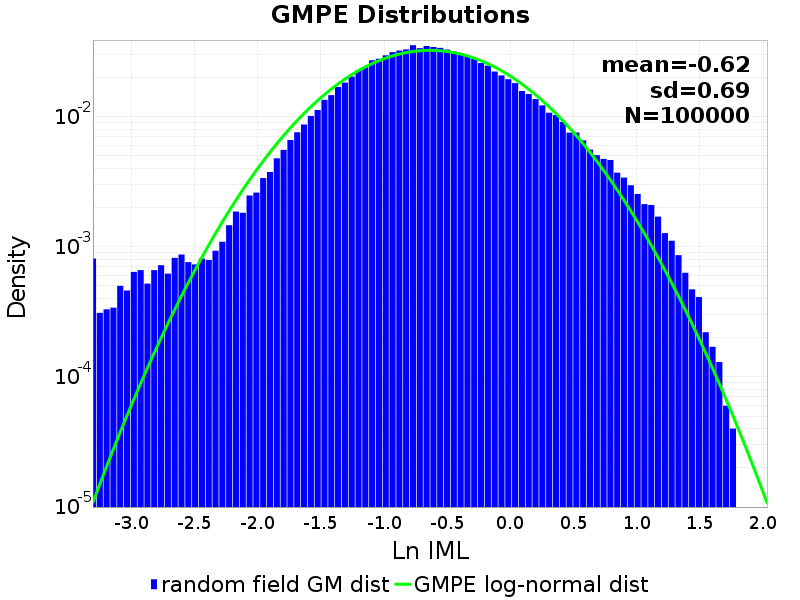 GMPE Distributions
mean=-0.62
sd=0.69
N=100000
Density
10-2
10-3
10-4
10-5
-3.0 -2.5 -2.0 -1.5 -1.0 -0.5 0.0 0.5 1.0 1.5 2.0
Ln IML
random field GM dist GMPE log-normal dist